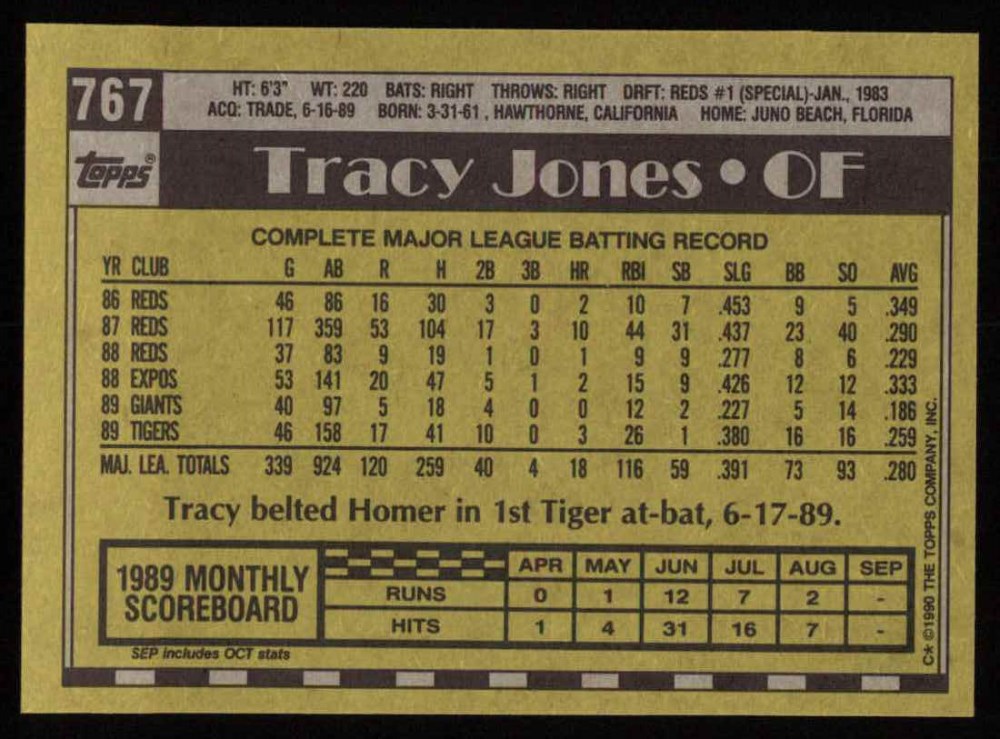 767
HT: 6'3" WT: 220 BATS: RIGHT THROWS: RIGHT DRFT: REDS #1 (SPECIAL)-JAN., 1983
ACQ: TRADE, 6-16-89 BORN: 3-31-61, HAWTHORNE, CALIFORNIA HOME: JUNO BEACH, FLORIDA
Topps®
Tracy Jones • OF
COMPLETE MAJOR LEAGUE BATTING RECORD
YR CLUB G AB R H 2B 3B HR RBI SB SLG BB SO AVG
86 REDS 46 86 16 30 3 0 2 10 7 .453 9 5 .349
87 REDS 117 359 53 104 17 3 10 44 31 .437 23 40 .290
88 REDS 37 83 9 19 1 0 1 9 9 .277 8 6 .229
88 EXPOS 53 141 20 47 5 1 2 15 9 .426 12 12 .333
89 GIANTS 40 97 5 18 4 0 0 12 2 .227 5 14 .186
89 TIGERS 46 158 17 41 10 0 3 26 1 .380 16 16 .259
MAJ. LEA. TOTALS 339 924 120 259 40 4 18 116 59 .391 73 93 .280
Tracy belted Homer in 1st Tiger at-bat, 6-17-89.
1989 MONTHLY
SCOREBOARD
APR MAY JUN JUL AUG SEP
RUNS 0 1 12 7 2 -
HITS 1 4 31 16 7 -
SEP includes OCT stats
C* ©1990 THE TOPPS COMPANY, INC.